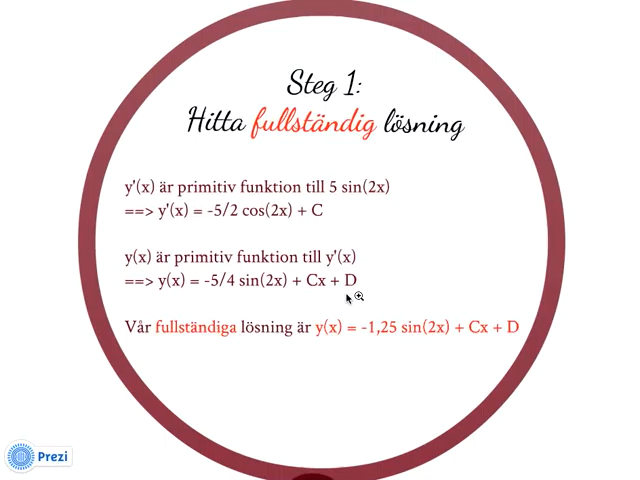 Steg 1:
Hitta fullständig lösning
y'(x) är primitiv funktion till 5 sin(2x)
==> y'(x) = -5/2 cos(2x) + C
y(x) är primitiv funktion till y'(x)
==> y(x) = -5/4 sin(2x) + Cx + D
Vår fullständiga lösning är y(x) = -1,25 sin(2x) + Cx + D
Prezi